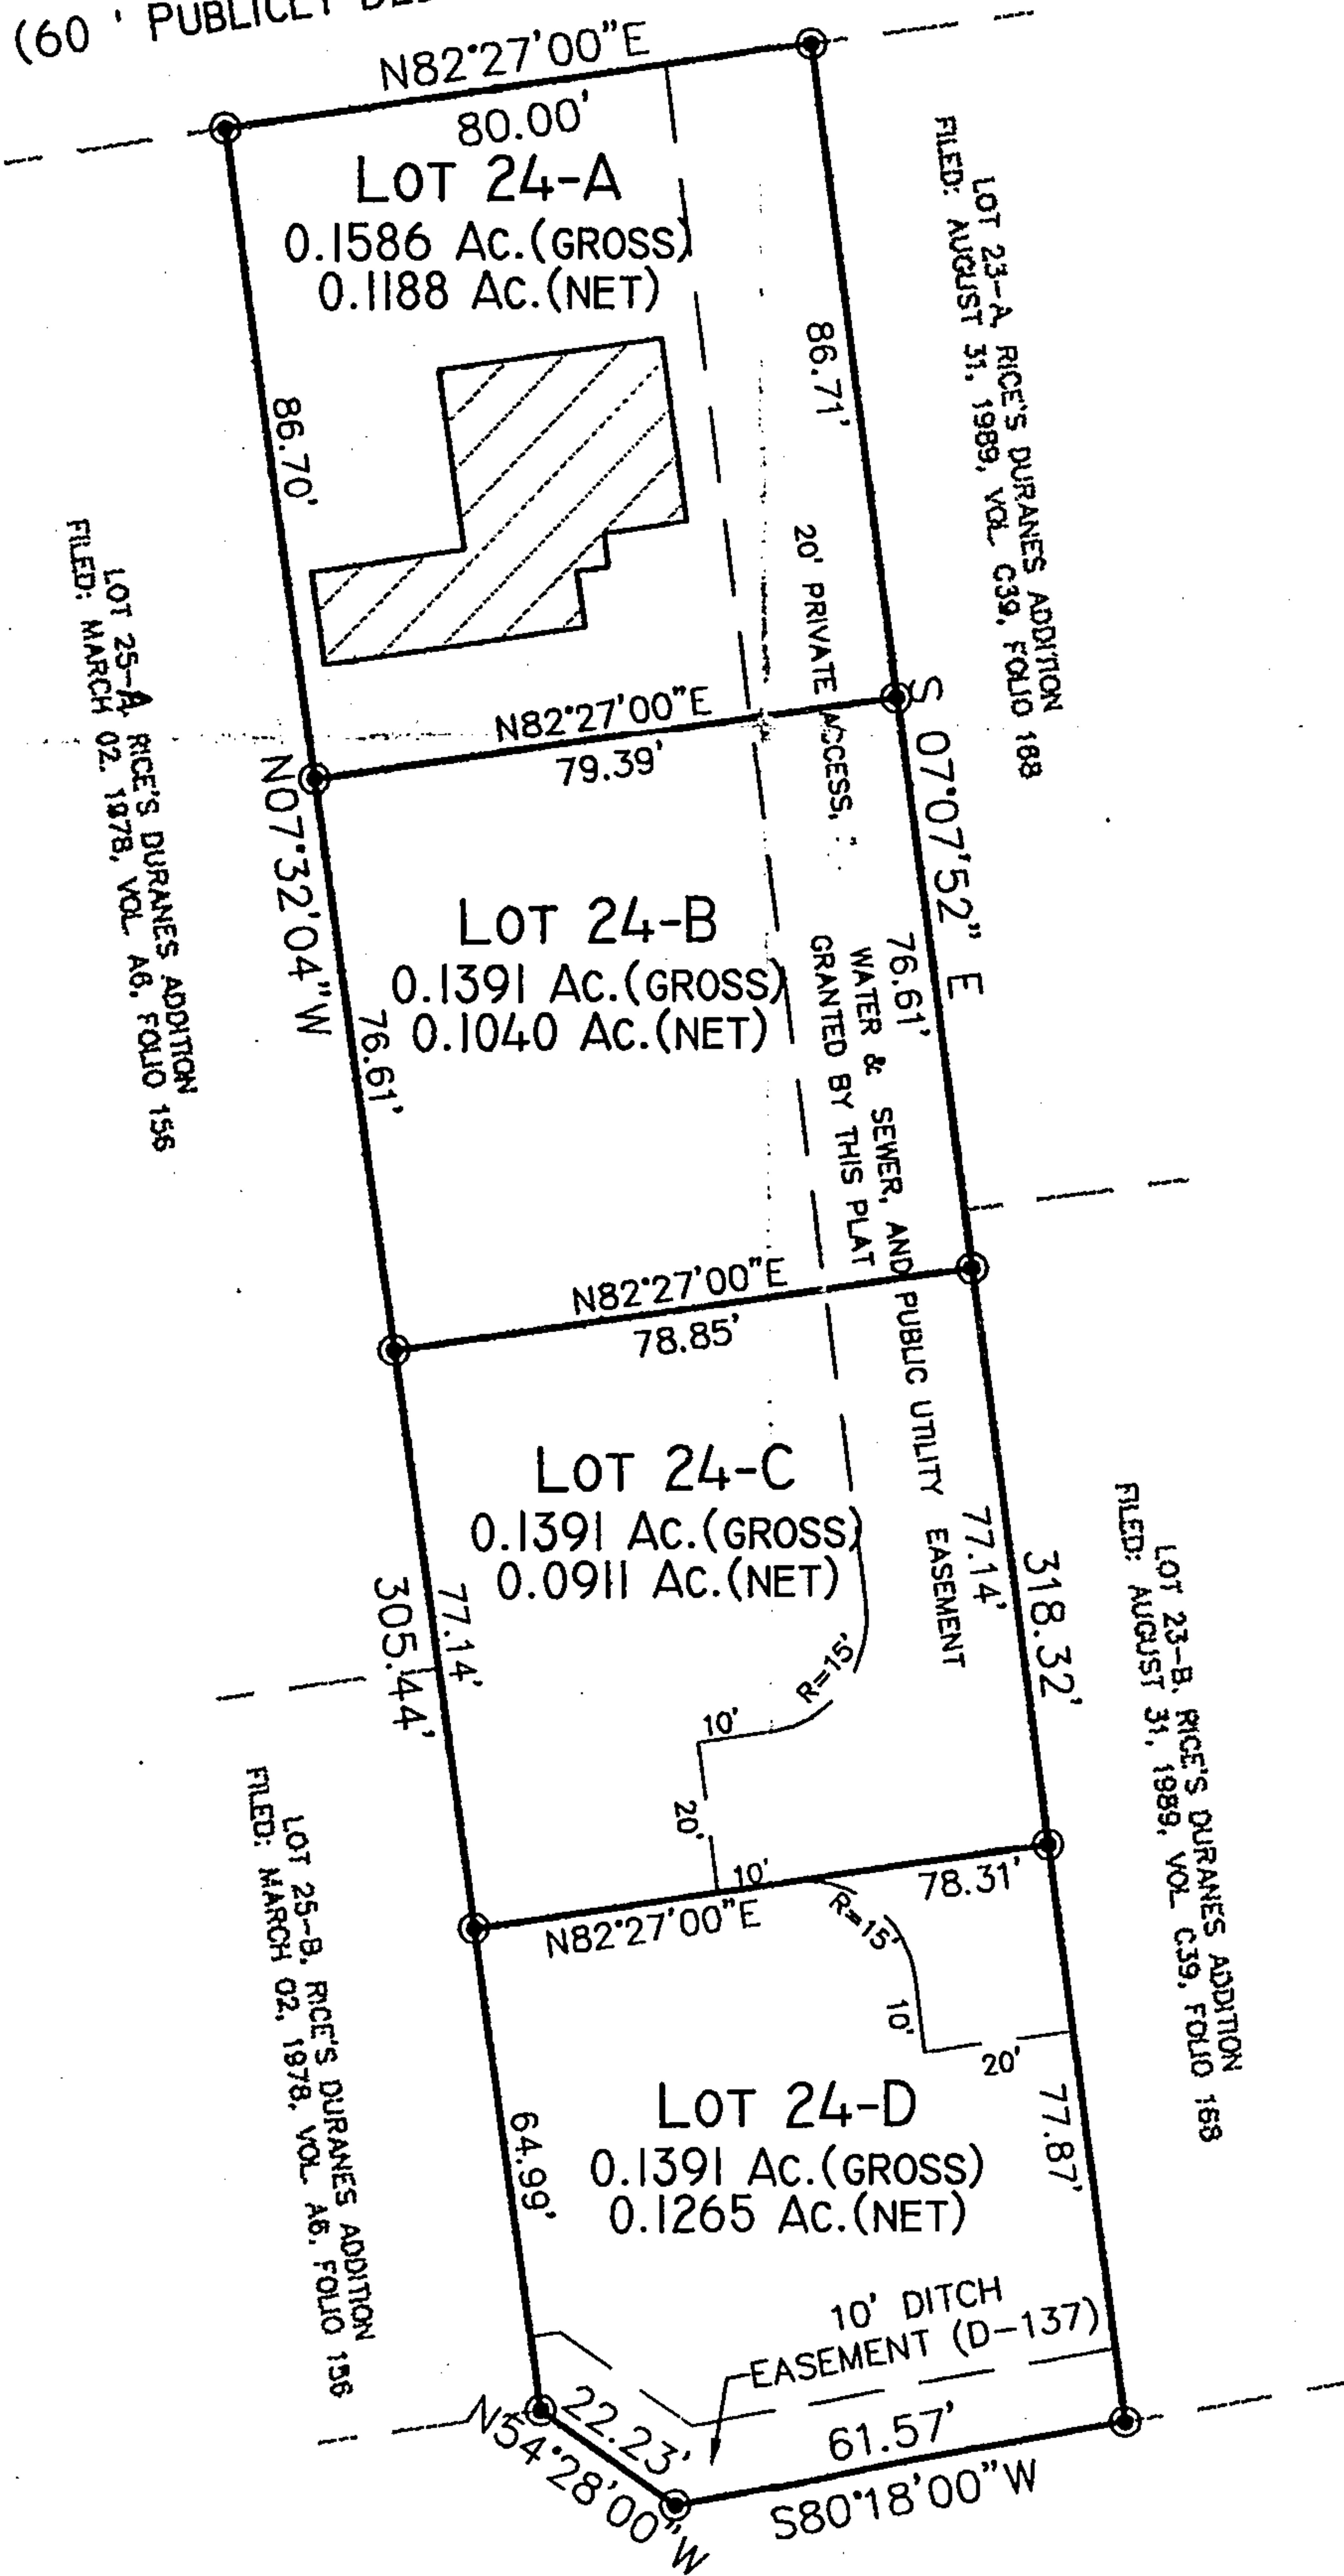 (60 ' PUBLICLY
N82°27'00"E
80.00'
LOT 24-A
0.1586 AC.(GROSS)
0.1188 AC.(NET)
86.70'
86.71'
LOT 23-A, RICE'S DURANES ADDITION
FILED: AUGUST 31, 1989, VOL. C39, FOLIO 188
LOT 25-A, RICE'S DURANES ADDITION
FILED: MARCH 02, 1978, VOL. A6, FOLIO 156
20' PRIVATE ACCESS,
WATER & SEWER, AND PUBLIC UTILITY EASEMENT
GRANTED BY THIS PLAT
N82°27'00"E
79.39'
S 07°07'52" E
N07°32'04"W
LOT 24-B
0.1391 AC.(GROSS)
0.1040 AC.(NET)
76.61'
76.61'
N82°27'00"E
78.85'
LOT 24-C
0.1391 AC.(GROSS)
0.0911 AC.(NET)
77.14'
305.44'
77.14'
318.32'
R=15'
10'
20'
10'
LOT 23-B, RICE'S DURANES ADDITION
FILED: AUGUST 31, 1989, VOL. C39, FOLIO 168
LOT 25-B, RICE'S DURANES ADDITION
FILED: MARCH 02, 1978, VOL. A6, FOLIO 156
78.31'
N82°27'00"E
R=15'
10'
20'
LOT 24-D
0.1391 AC.(GROSS)
0.1265 AC.(NET)
64.99'
77.87'
10' DITCH
EASEMENT (D-137)
22.23'
N54°28'00"W
61.57'
S80°18'00"W